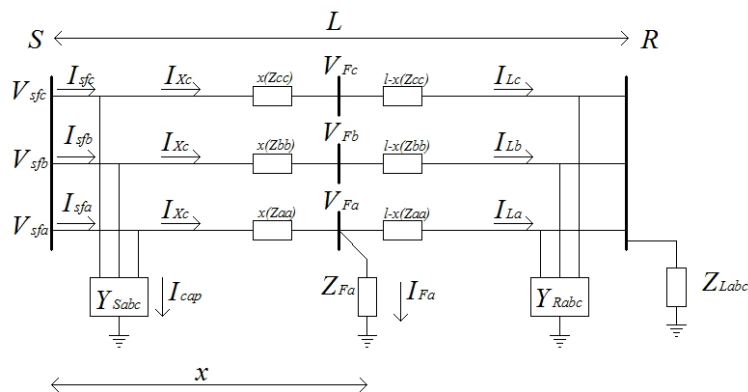 S L R
V_sfc I_sfc I_Xc x(Zcc) V_Fc l-x(Zcc) I_Lc
V_sfb I_sfb I_Xc x(Zbb) V_Fb l-x(Zbb) I_Lb
V_sfa I_sfa I_Xc x(Zaa) V_Fa l-x(Zaa) I_La
Y_Sabc I_cap Z_Fa I_Fa Y_Rabc Z_Labc
x